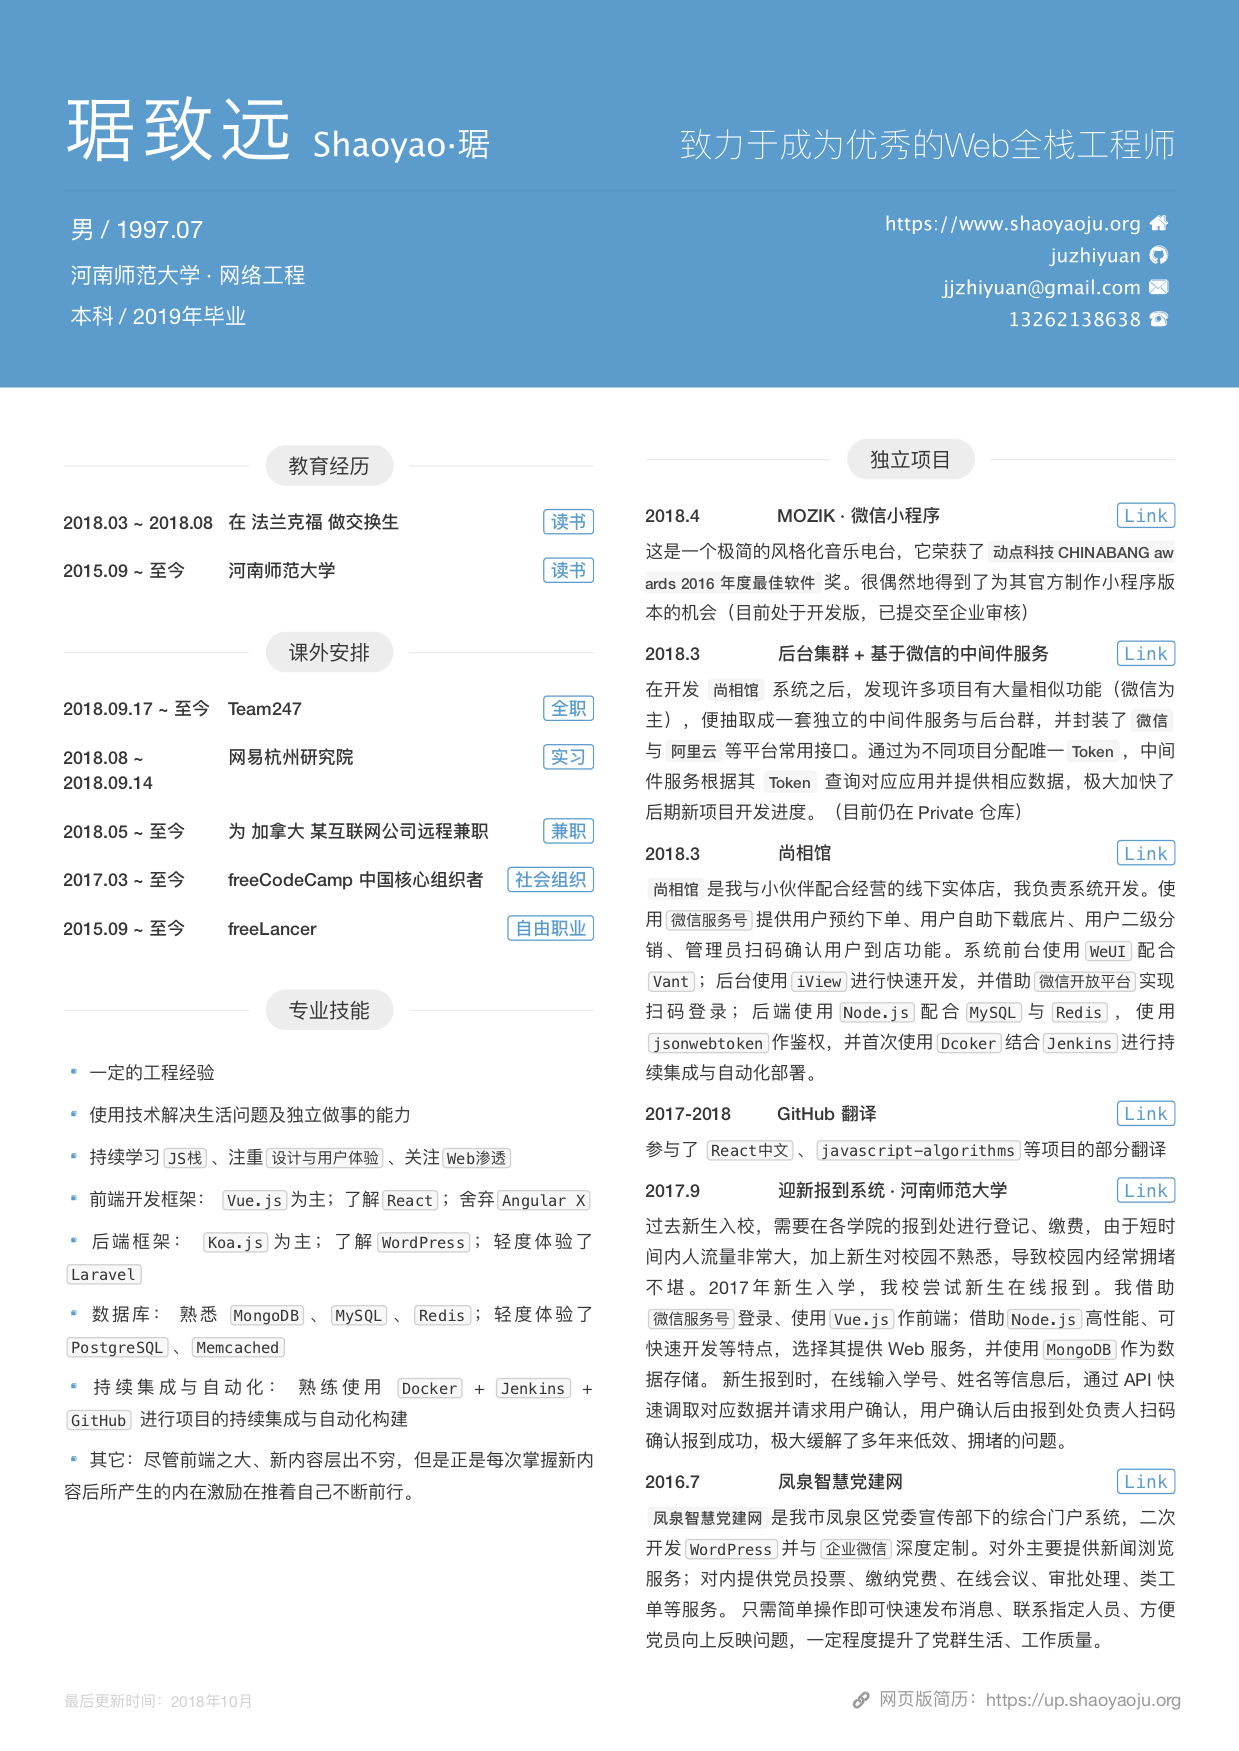 琚致远 Shaoyao·琚
致力于成为优秀的Web全栈工程师
男 / 1997.07
河南师范大学 · 网络工程
本科 / 2019年毕业
https://www.shaoyaoju.org
juzhiyuan
jjzhiyuan@gmail.com
13262138638
教育经历
2018.03 ~ 2018.08 在 法兰克福 做交换生 读书
2015.09 ~ 至今 河南师范大学 读书
课外安排
2018.09.17 ~ 至今 Team247 全职
2018.08 ~ 网易杭州研究院 实习
2018.09.14
2018.05 ~ 至今 为 加拿大 某互联网公司远程兼职 兼职
2017.03 ~ 至今 freeCodeCamp 中国核心组织者 社会组织
2015.09 ~ 至今 freeLancer 自由职业
专业技能
一定的工程经验
使用技术解决生活问题及独立做事的能力
持续学习 JS栈 、注重 设计与用户体验 、关注 Web渗透
前端开发框架： Vue.js 为主；了解 React ；舍弃 Angular X
后端框架： Koa.js 为主；了解 WordPress ；轻度体验了
Laravel
数据库： 熟悉 MongoDB 、 MySQL 、 Redis ；轻度体验了
PostgreSQL 、 Memcached
持续集成与自动化： 熟练使用 Docker + Jenkins +
GitHub 进行项目的持续集成与自动化构建
其它：尽管前端之大、新内容层出不穷，但是正是每次掌握新内
容后所产生的内在激励在推着自己不断前行。
独立项目
2018.4 MOZIK · 微信小程序 Link
这是一个极简的风格化音乐电台，它荣获了 动点科技 CHINABANG aw
ards 2016 年度最佳软件 奖。很偶然地得到了为其官方制作小程序版
本的机会（目前处于开发版，已提交至企业审核）
2018.3 后台集群 + 基于微信的中间件服务 Link
在开发 尚相馆 系统之后，发现许多项目有大量相似功能（微信为
主），便抽取成一套独立的中间件服务与后台群，并封装了 微信
与 阿里云 等平台常用接口。通过为不同项目分配唯一 Token ，中间
件服务根据其 Token 查询对应应用并提供相应数据，极大加快了
后期新项目开发进度。（目前仍在 Private 仓库）
2018.3 尚相馆 Link
尚相馆 是我与小伙伴配合经营的线下实体店，我负责系统开发。使
用 微信服务号 提供用户预约下单、用户自助下载底片、用户二级分
销、管理员扫码确认用户到店功能。系统前台使用 WeUI 配合
Vant ；后台使用 iView 进行快速开发，并借助 微信开放平台 实现
扫码登录；后端使用 Node.js 配合 MySQL 与 Redis ，使用
jsonwebtoken 作鉴权，并首次使用 Dcoker 结合 Jenkins 进行持
续集成与自动化部署。
2017-2018 GitHub 翻译 Link
参与了 React中文 、 javascript-algorithms 等项目的部分翻译
2017.9 迎新报到系统 · 河南师范大学 Link
过去新生入校，需要在各学院的报到处进行登记、缴费，由于短时
间内人流量非常大，加上新生对校园不熟悉，导致校园内经常拥堵
不堪。2017年新生入学，我校尝试新生在线报到。我借助
微信服务号 登录、使用 Vue.js 作前端；借助 Node.js 高性能、可
快速开发等特点，选择其提供 Web 服务，并使用 MongoDB 作为数
据存储。 新生报到时，在线输入学号、姓名等信息后，通过 API 快
速调取对应数据并请求用户确认，用户确认后由报到处负责人扫码
确认报到成功，极大缓解了多年来低效、拥堵的问题。
2016.7 凤泉智慧党建网 Link
凤泉智慧党建网 是我市凤泉区党委宣传部下的综合门户系统，二次
开发 WordPress 并与 企业微信 深度定制。对外主要提供新闻浏览
服务；对内提供党员投票、缴纳党费、在线会议、审批处理、类工
单等服务。 只需简单操作即可快速发布消息、联系指定人员、方便
党员向上反映问题，一定程度提升了党群生活、工作质量。
最后更新时间：2018年10月
网页版简历：https://up.shaoyaoju.org